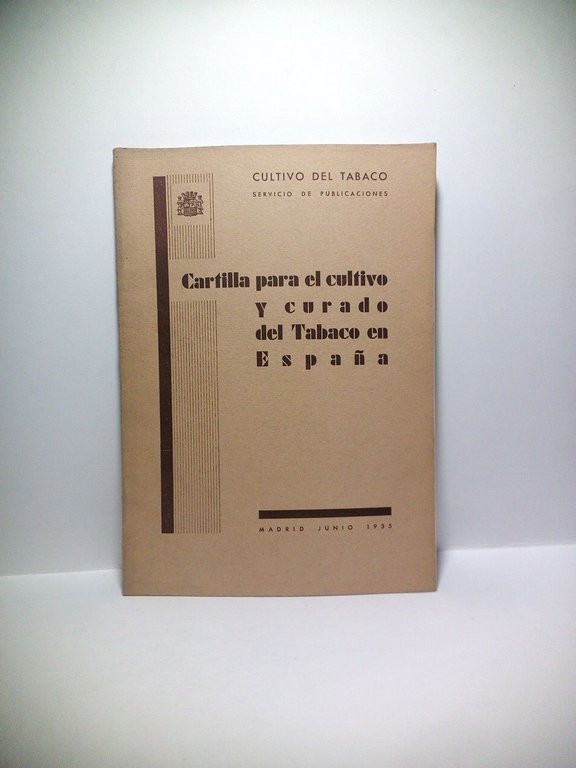 CULTIVO DEL TABACO
SERVICIO DE PUBLICACIONES
Cartilla para el cultivo
y curado
del Tabaco en
España
MADRID JUNIO 1935